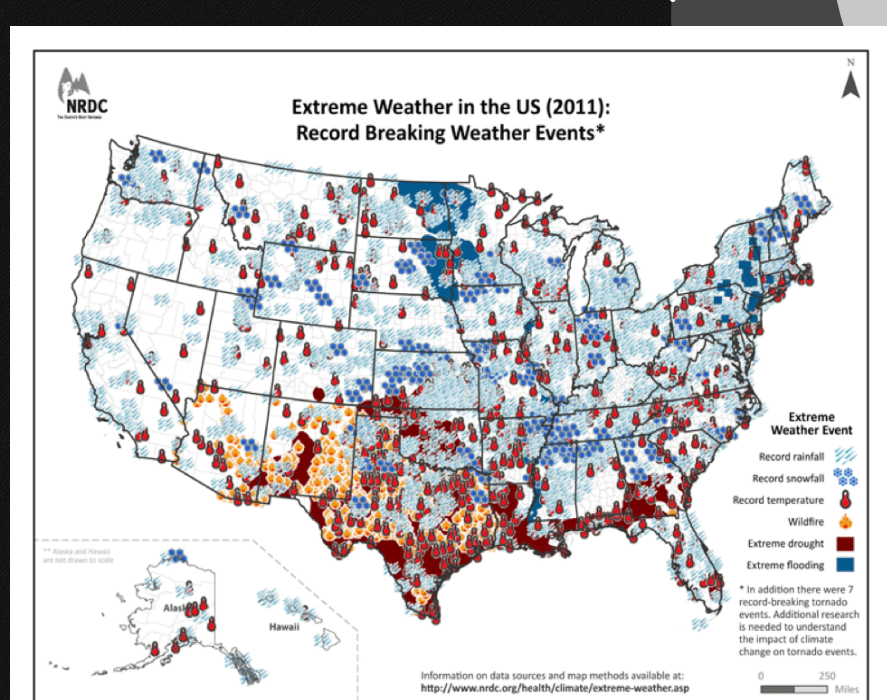 N
NRDC
THE EARTH'S BEST DEFENSE
Extreme Weather in the US (2011):
Record Breaking Weather Events*
Extreme
Weather Event
Record rainfall
Record snowfall
Record temperature
Wildfire
Extreme drought
Extreme flooding
** Alaska and Hawaii
are not drawn to scale
Alaska
Hawaii
* In addition there were 7
record-breaking tornado
events. Additional research
is needed to understand
the impact of climate
change on tornado events.
Information on data sources and map methods available at:
http://www.nrdc.org/health/climate/extreme-weather.asp
0 250
Miles